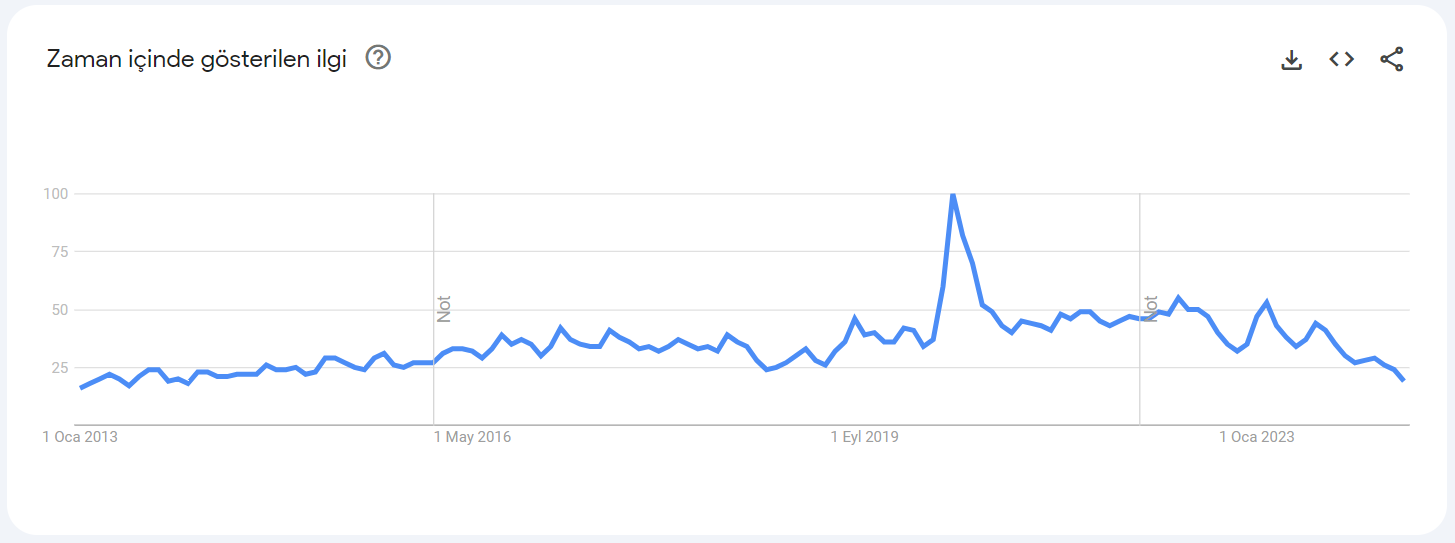 Zaman içinde gösterilen ilgi ?
100
75
50
25
Not
Not
1 Oca 2013
1 May 2016
1 Eyl 2019
1 Oca 2023